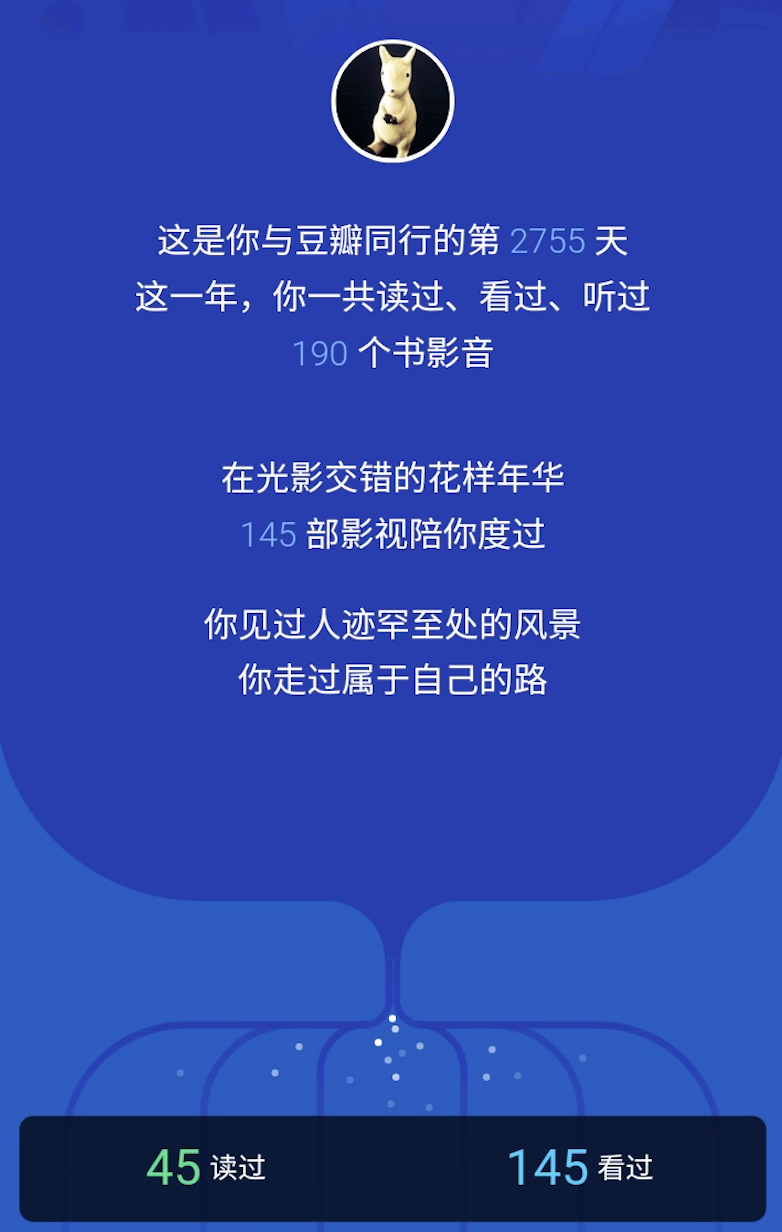 这是你与豆瓣同行的第 2755 天
这一年，你一共读过、看过、听过
190 个书影音
在光影交错的花样年华
145 部影视陪你度过
你见过人迹罕至处的风景
你走过属于自己的路
45 读过 145 看过